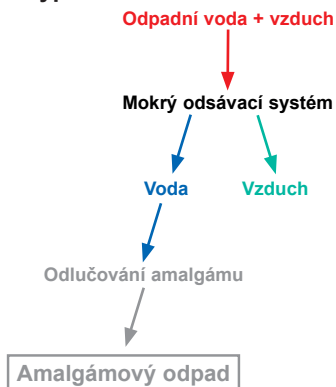 Odpadní voda + vzduch
Mokrý odsávací systém
Voda
Vzduch
Odlučování amalgámu
Amalgámový odpad